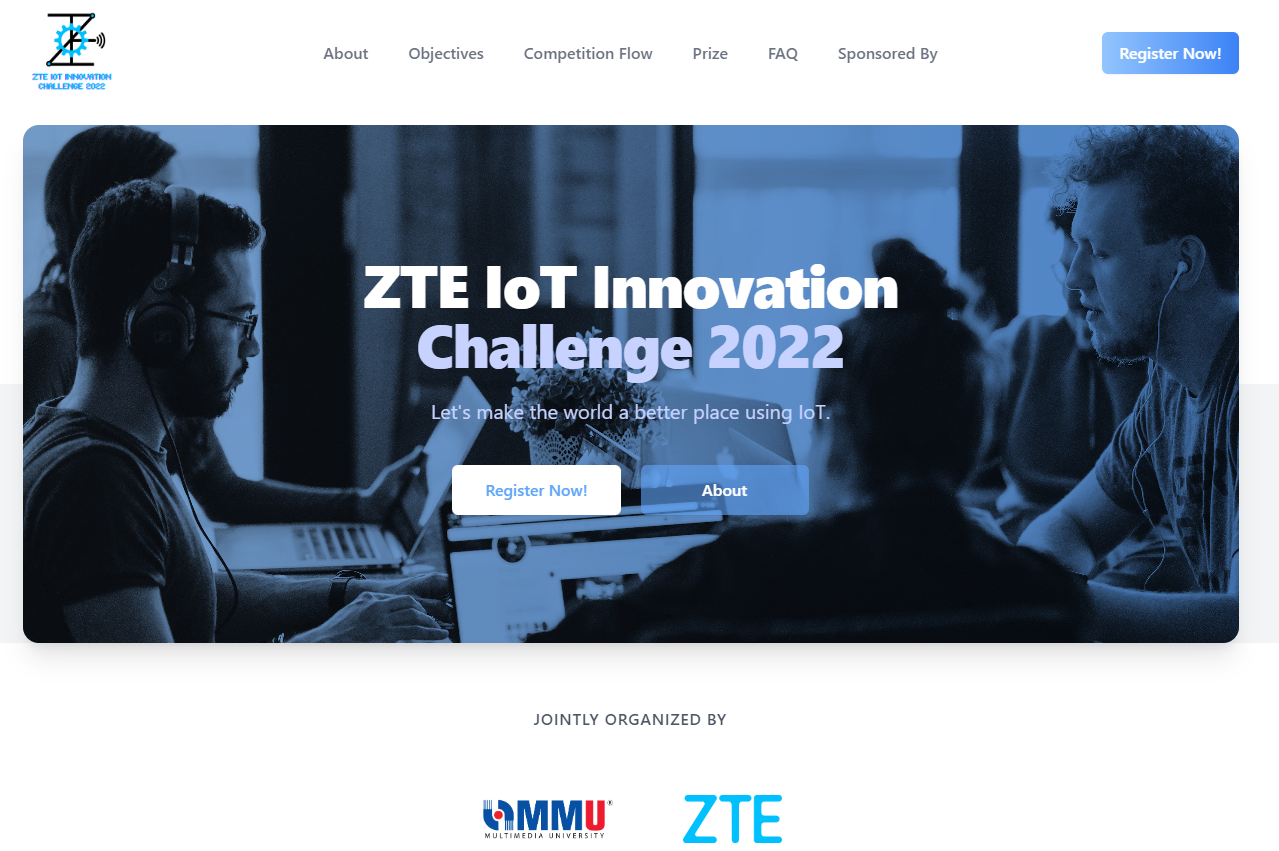 ZTE IOT INNOVATION
CHALLENGE 2022
About
Objectives
Competition Flow
Prize
FAQ
Sponsored By
Register Now!
ZTE IoT Innovation
Challenge 2022
Let's make the world a better place using IoT.
Register Now!
About
JOINTLY ORGANIZED BY
MMU
MULTIMEDIA UNIVERSITY
ZTE